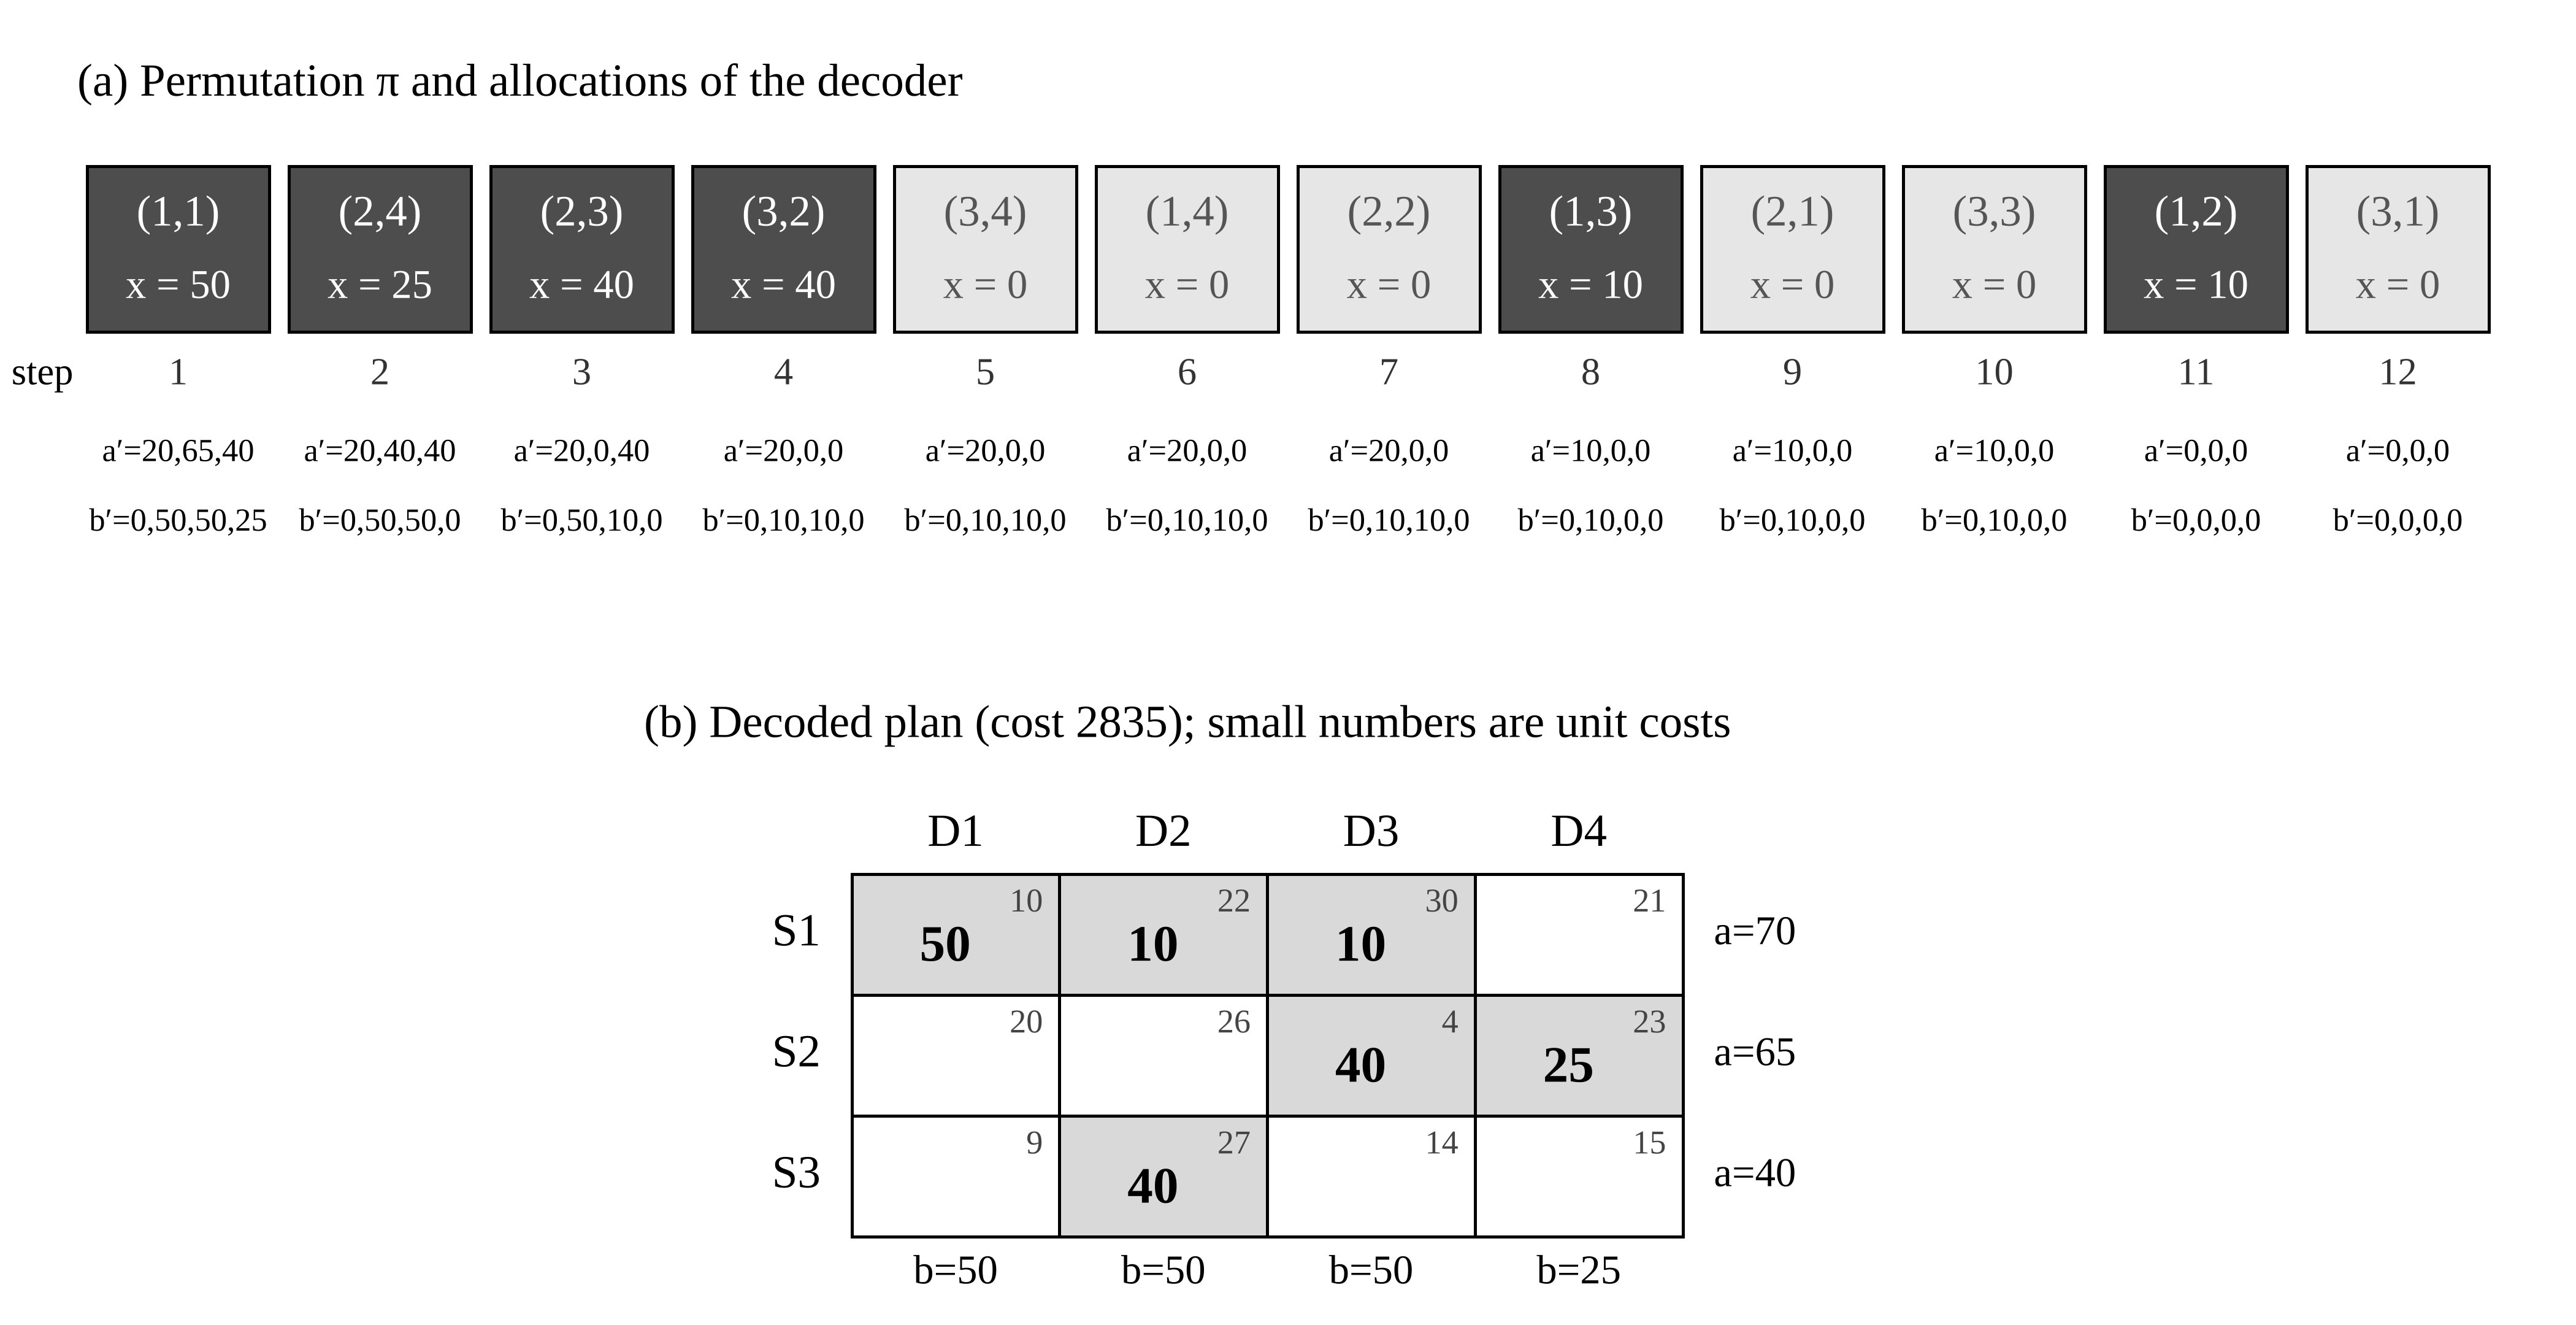 (a) Permutation π and allocations of the decoder
(1,1) (2,4) (2,3) (3,2) (3,4) (1,4) (2,2) (1,3) (2,1) (3,3) (1,2) (3,1)
x = 50 x = 25 x = 40 x = 40 x = 0 x = 0 x = 0 x = 10 x = 0 x = 0 x = 10 x = 0
step 1 2 3 4 5 6 7 8 9 10 11 12
a′=20,65,40 a′=20,40,40 a′=20,0,40 a′=20,0,0 a′=20,0,0 a′=20,0,0 a′=20,0,0 a′=10,0,0 a′=10,0,0 a′=10,0,0 a′=0,0,0 a′=0,0,0
b′=0,50,50,25 b′=0,50,50,0 b′=0,50,10,0 b′=0,10,10,0 b′=0,10,10,0 b′=0,10,10,0 b′=0,10,10,0 b′=0,10,0,0 b′=0,10,0,0 b′=0,10,0,0 b′=0,0,0,0 b′=0,0,0,0
(b) Decoded plan (cost 2835); small numbers are unit costs
D1 D2 D3 D4
10 22 30 21
S1 50 10 10 a=70
20 26 4 23
S2 40 25 a=65
9 27 14 15
S3 40 a=40
b=50 b=50 b=50 b=25